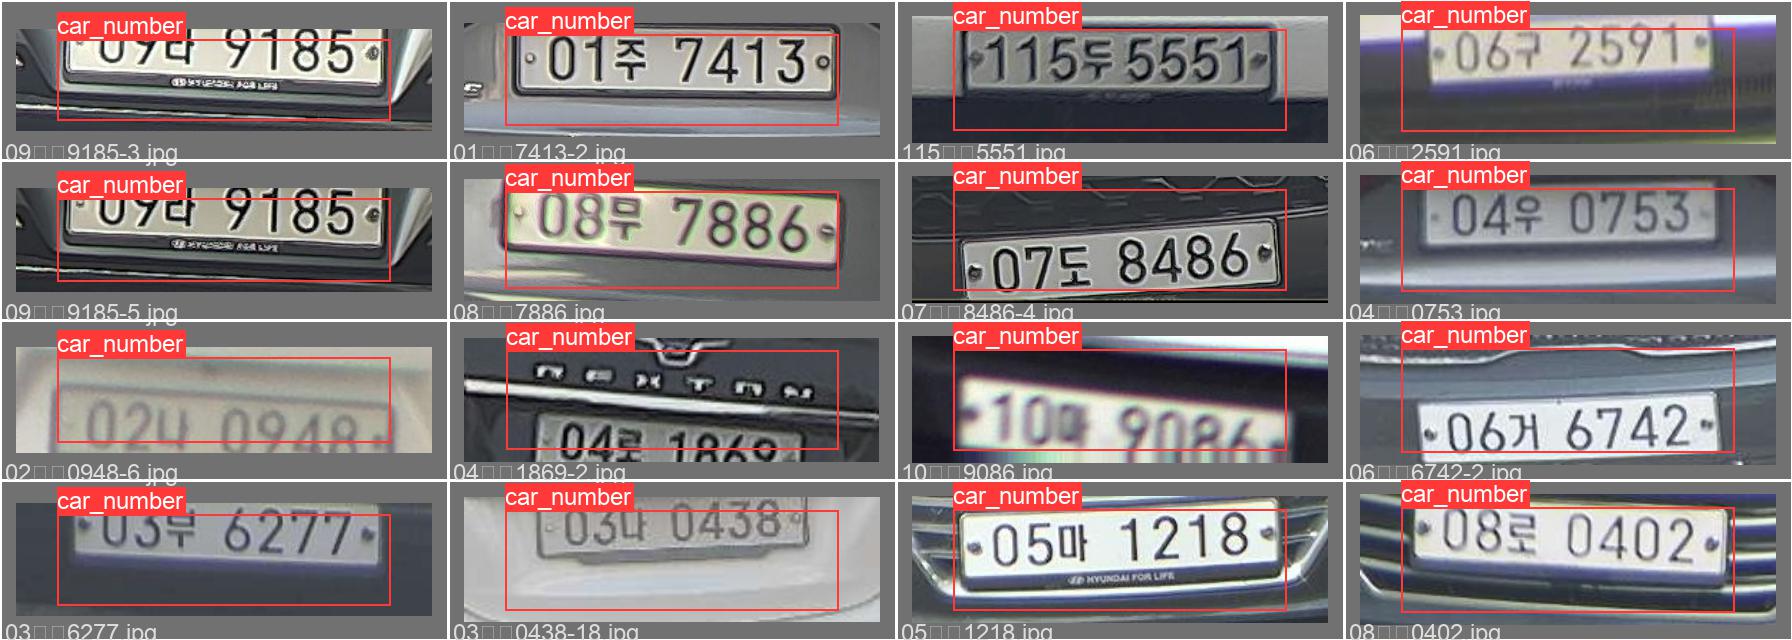 car_number
09라 9185
HYUNDAI FOR LIFE
09□□9185-3.jpg
car_number
01주 7413
01□□7413-2.jpg
car_number
115두 5551
115□□5551.jpg
car_number
06구 2591
06□□2591.jpg
car_number
09라 9185
HYUNDAI FOR LIFE
09□□9185-5.jpg
car_number
08무 7886
08□□7886.jpg
car_number
07도 8486
07□□8486-4.jpg
car_number
04우 0753
04□□0753.jpg
car_number
02너 0948
02□□0948-6.jpg
car_number
04로 1869
04□□1869-2.jpg
car_number
10마 9086
10□□9086.jpg
car_number
06거 6742
06□□6742-2.jpg
car_number
03부 6277
03□□6277.jpg
car_number
0438
03□□0438-18.jpg
car_number
05마 1218
HYUNDAI FOR LIFE
05□□1218.jpg
car_number
08로 0402
08□□0402.jpg